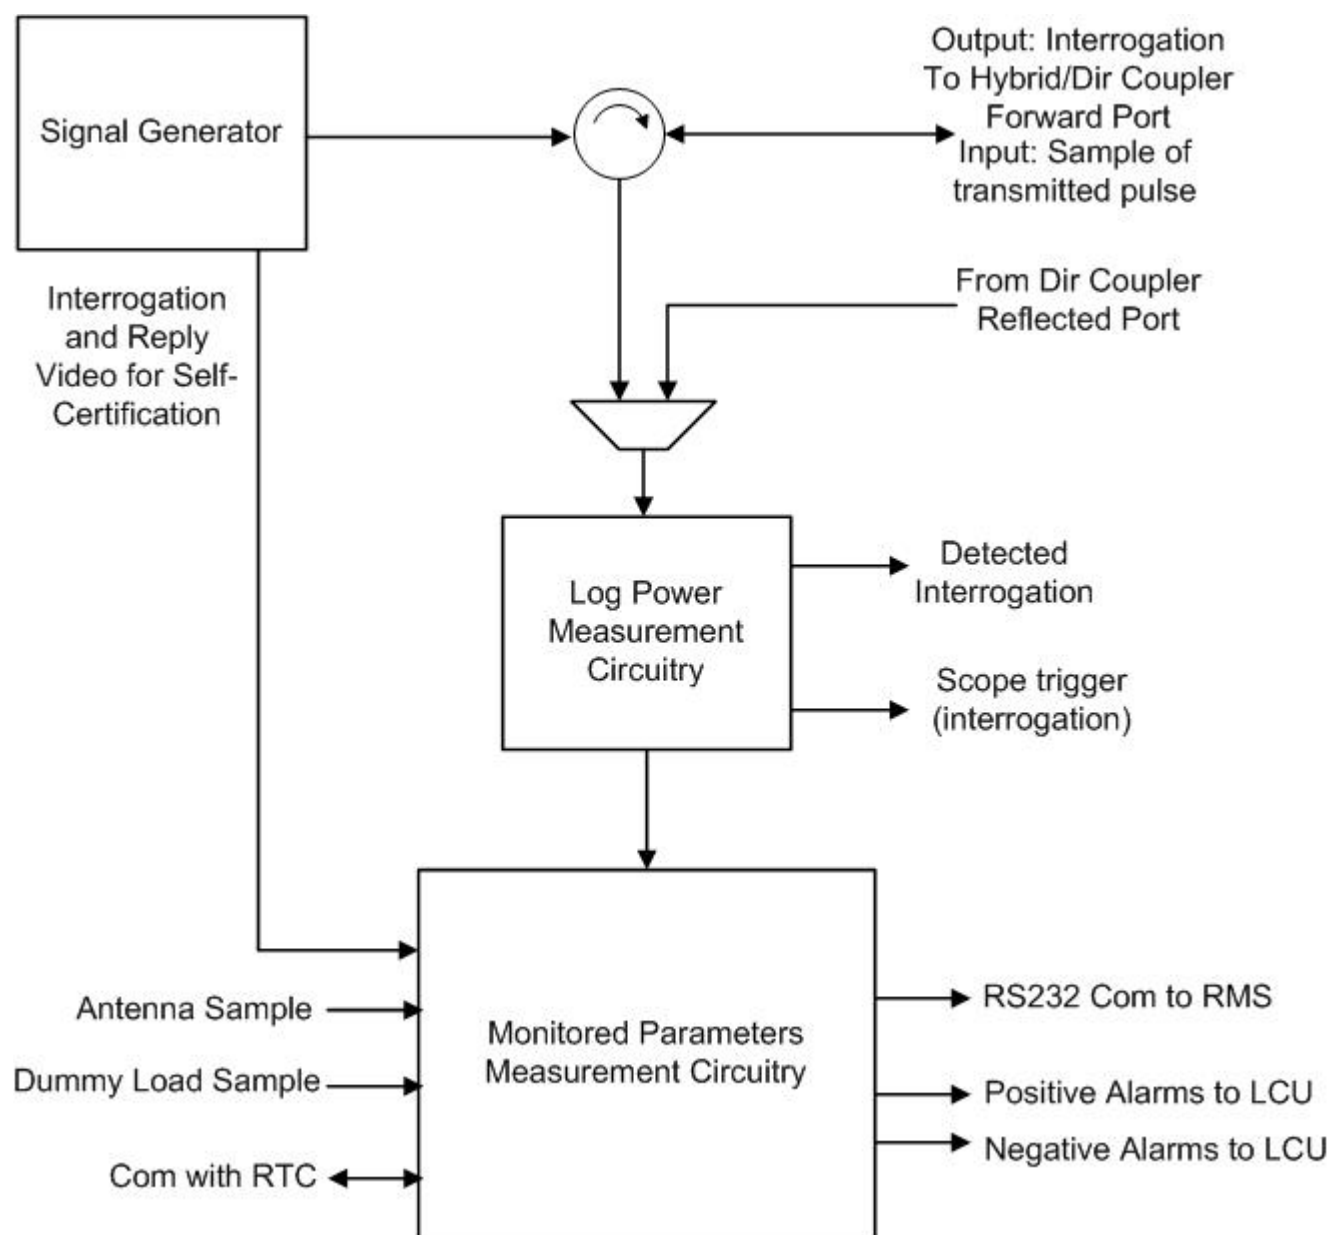 Signal Generator
Output: Interrogation
To Hybrid/Dir Coupler
Forward Port
Input: Sample of
transmitted pulse
From Dir Coupler
Reflected Port
Interrogation
and Reply
Video for Self-
Certification
Log Power
Measurement
Circuitry
Detected
Interrogation
Scope trigger
(interrogation)
Monitored Parameters
Measurement Circuitry
Antenna Sample
Dummy Load Sample
Com with RTC
RS232 Com to RMS
Positive Alarms to LCU
Negative Alarms to LCU